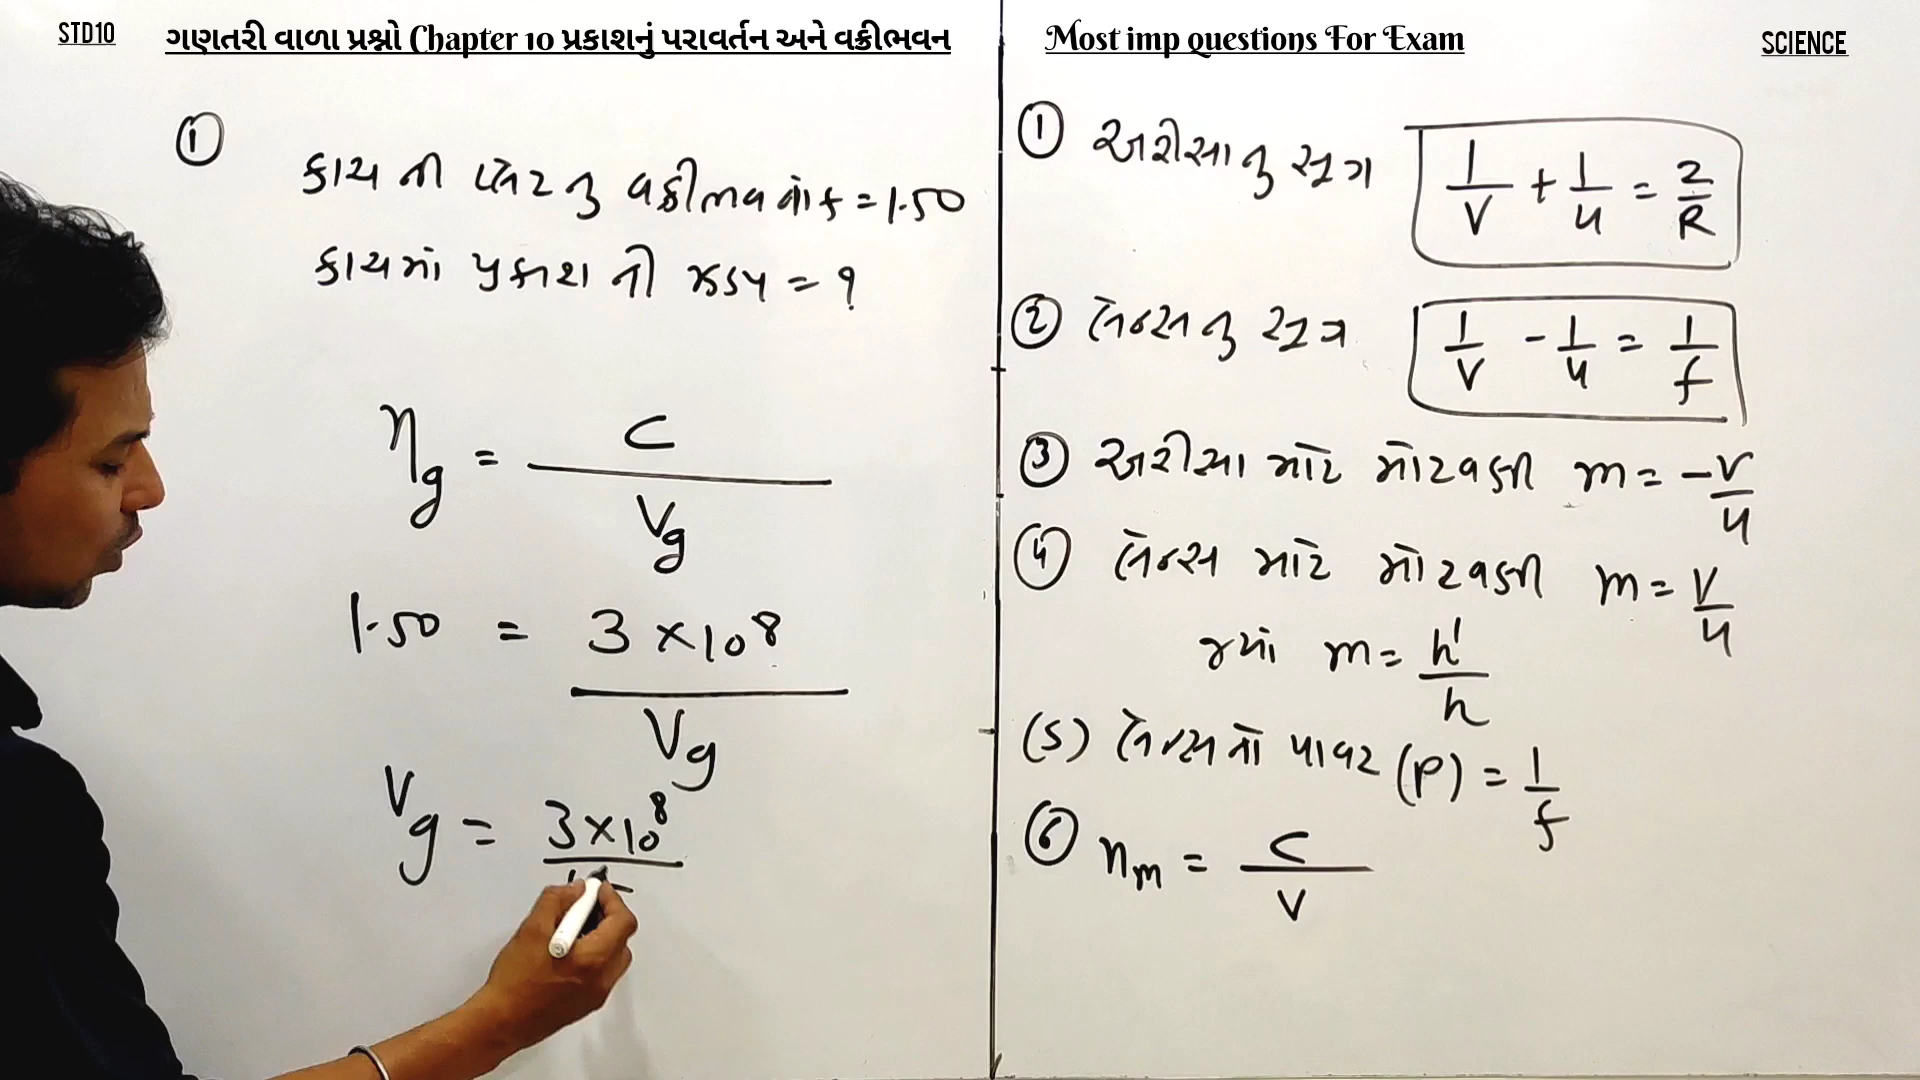 STD10
ગણતરી વાળા પ્રશ્નો Chapter 10 પ્રકાશનું પરાવર્તન અને વક્રીભવન
Most imp questions For Exam
SCIENCE
①
કાચ ની પ્લેટ નુ વક્રીભવનાંક = 1.50
કાચમાં પ્રકાશ ની ઝડપ = ?
ηg = C / Vg
1.50 = 3 × 10⁸ / Vg
Vg = 3×10⁸ /
① અરીસાનુ સુત્ર 1/V + 1/u = 2/R
② લેન્સનુ સુત્ર 1/V - 1/u = 1/f
③ અરીસા માટે મોટવણી m = -V/u
④ લેન્સ માટે મોટવણી m = V/u
જ્યાં m = h'/h
(5) લેન્સનો પાવર (P) = 1/f
⑥ nm = C / V